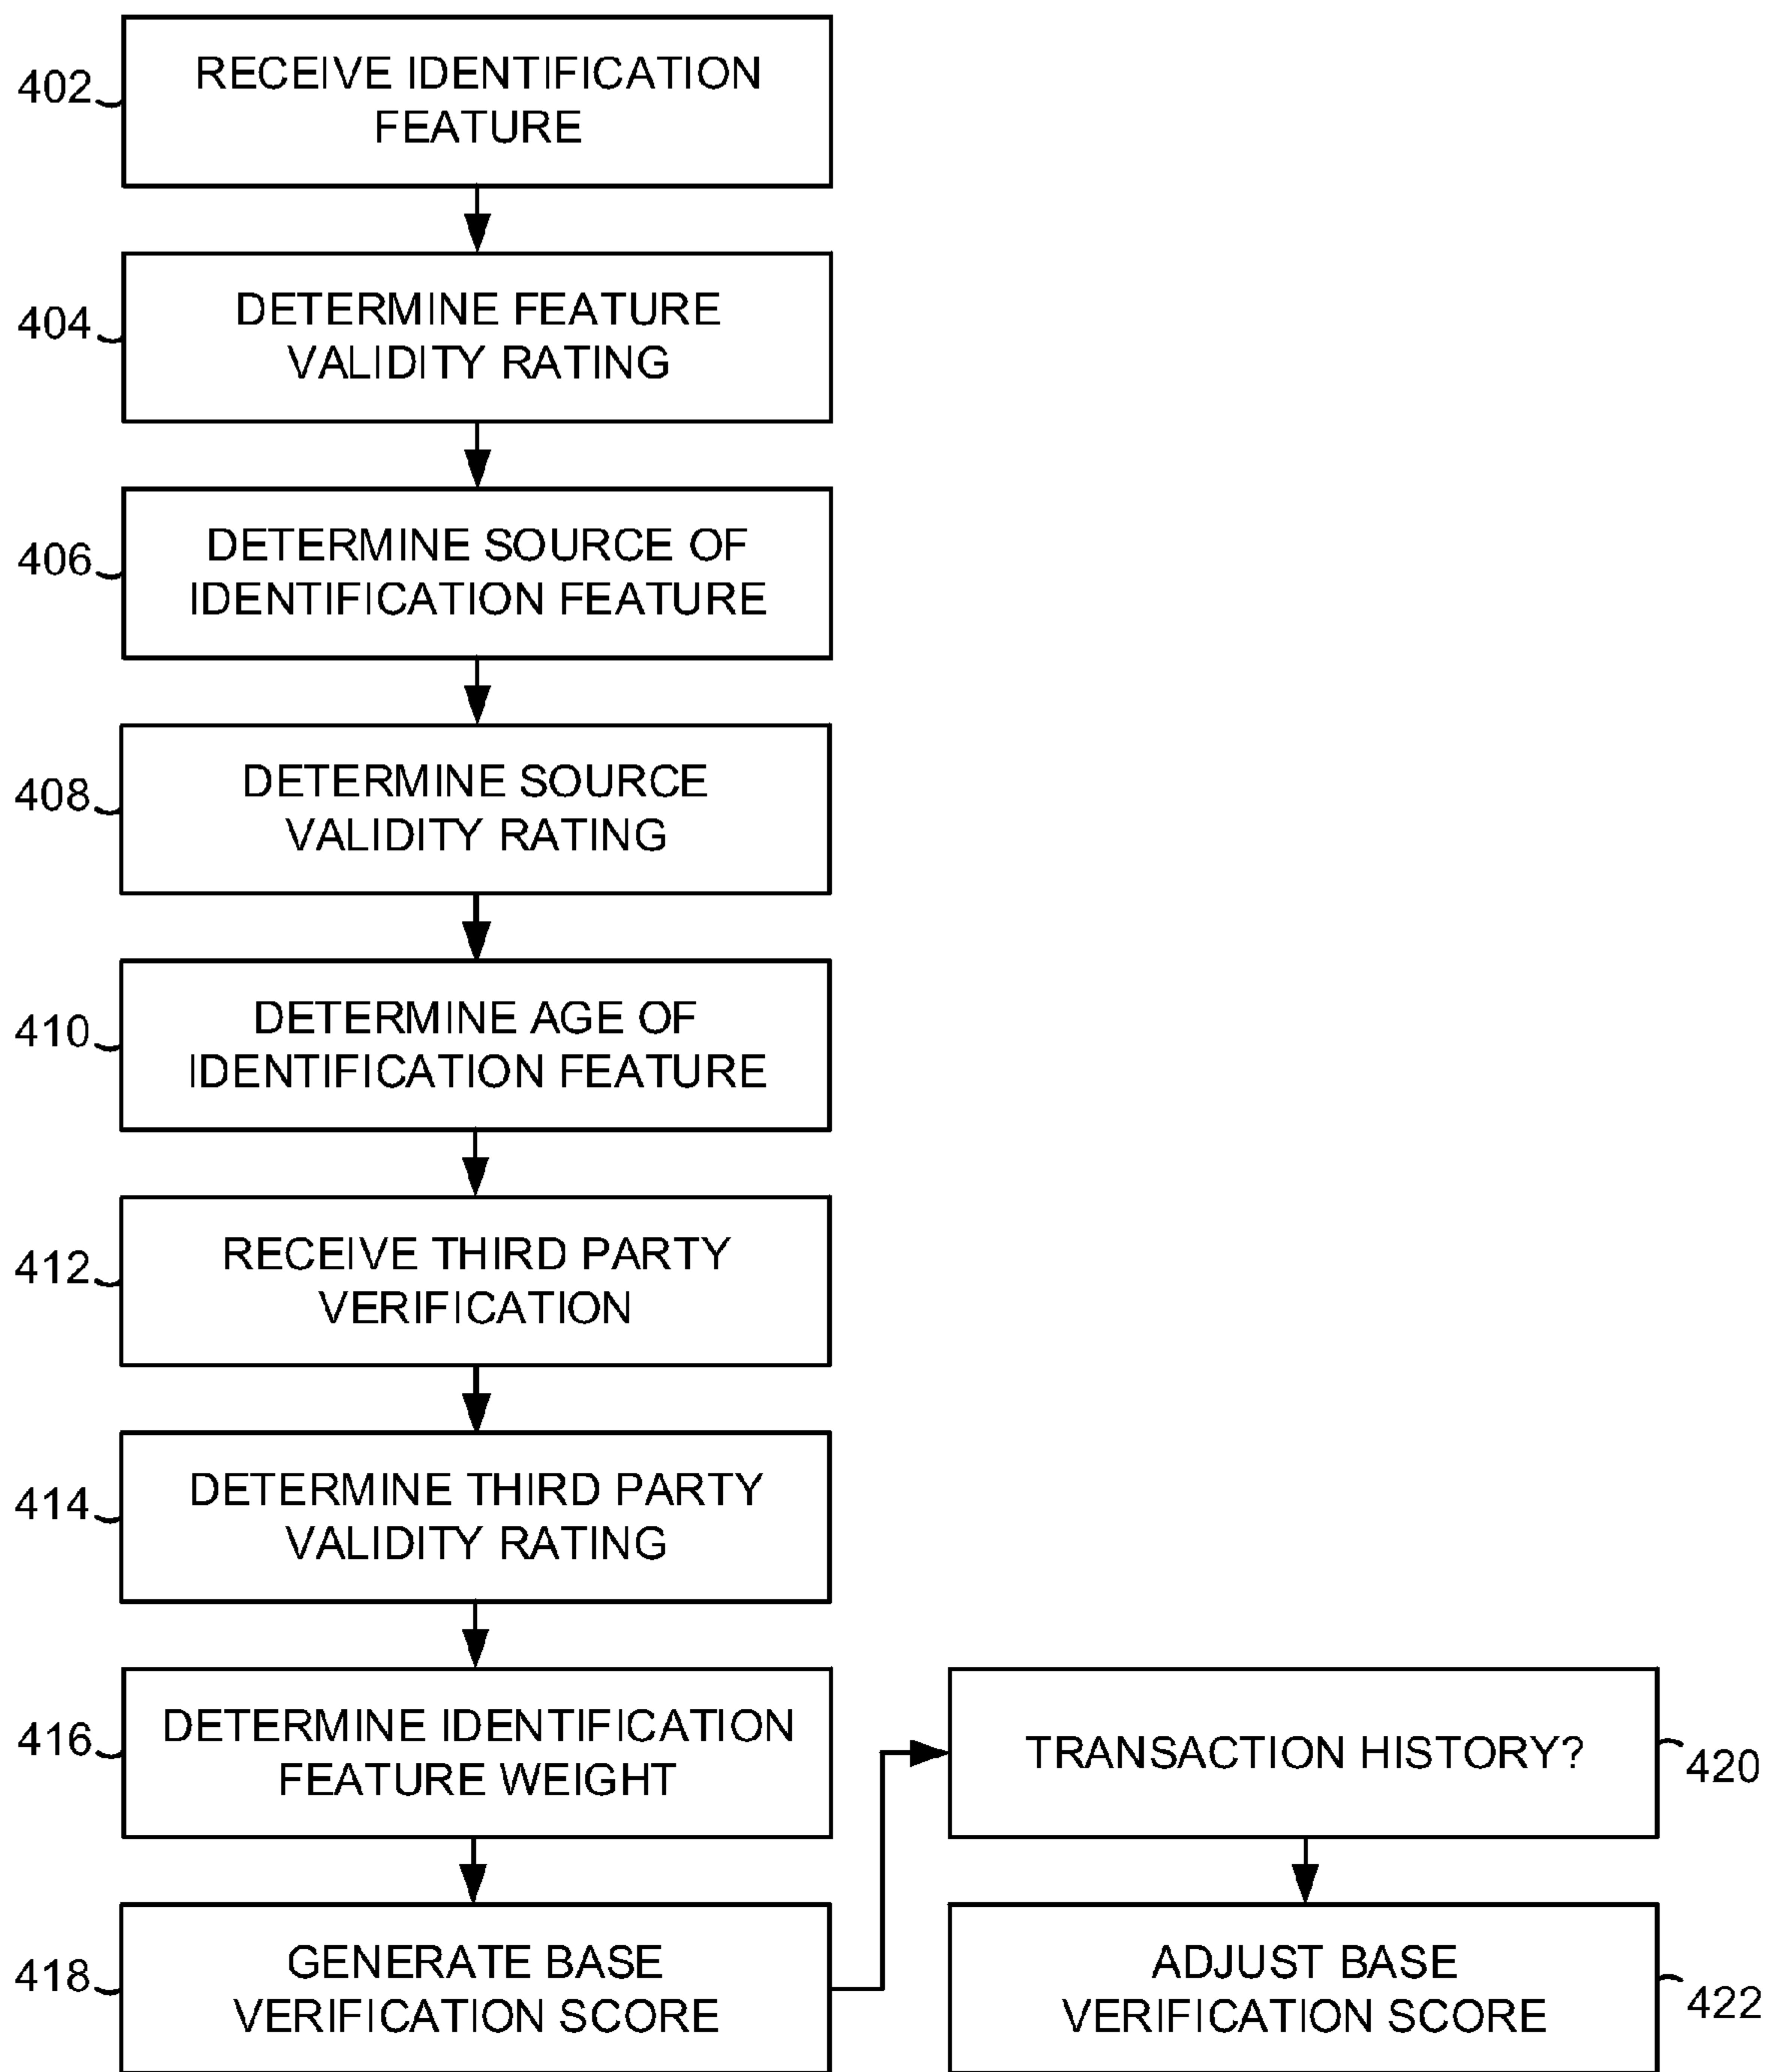 402
RECEIVE IDENTIFICATION
FEATURE
404
DETERMINE FEATURE
VALIDITY RATING
406
DETERMINE SOURCE OF
IDENTIFICATION FEATURE
408
DETERMINE SOURCE
VALIDITY RATING
410
DETERMINE AGE OF
IDENTIFICATION FEATURE
412
RECEIVE THIRD PARTY
VERIFICATION
414
DETERMINE THIRD PARTY
VALIDITY RATING
416
DETERMINE IDENTIFICATION
FEATURE WEIGHT
418
GENERATE BASE
VERIFICATION SCORE
TRANSACTION HISTORY?
420
ADJUST BASE
VERIFICATION SCORE
422